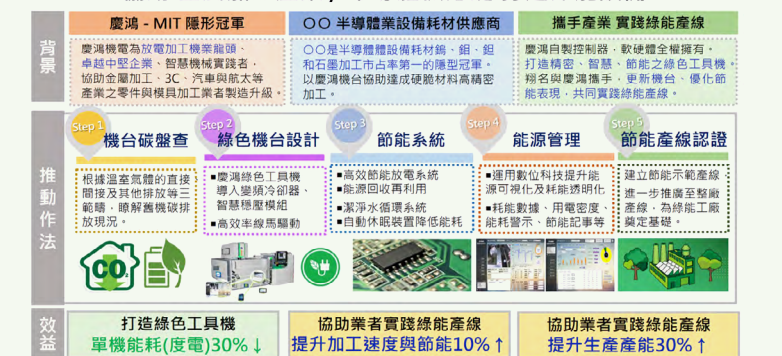 背景
慶鴻 - MIT 隱形冠軍
慶鴻機電為放電加工機業龍頭、
卓越中堅企業、智慧機械實踐者，
協助金屬加工、3C、汽車與航太等
產業之零件與模具加工業者製造升級。
〇〇 半導體業設備耗材供應商
〇〇是半導體體設備耗材鎢、鉬、鉭
和石墨加工市占率第一的隱型冠軍。
以慶鴻機台協助達成硬脆材料高精密
加工。
攜手產業 實踐綠能產線
慶鴻自製控制器，軟硬體全權擁有。
打造精密、智慧、節能之綠色工具機。
翔名與慶鴻攜手，更新機台、優化節
能表現，共同實踐綠能產線。
推動作法
Step 1
機台碳盤查
根據溫室氣體的直接、
間接及其他排放等三
範疇，瞭解舊機碳排
放現況。
Step 2
綠色機台設計
▪慶鴻綠色工具機
導入變頻冷卻器、
智慧穩壓模組
▪高效率線馬驅動
Step 3
節能系統
▪高效節能放電系統
▪能源回收再利用
▪潔淨水循環系統
▪自動休眠裝置降低能耗
Step 4
能源管理
▪運用數位科技提升能
源可視化及耗能透明化
▪耗能數據、用電密度、
能耗警示、節能記事等
Step 5
節能產線認證
建立節能示範產線
進一步推廣至整廠
產線，為綠能工廠
奠定基礎。
CO2
效益
打造綠色工具機
單機能耗(度電)30%↓
協助業者實踐綠能產線
提升加工速度與節能10%↑
協助業者實踐綠能產線
提升生產產能30%↑